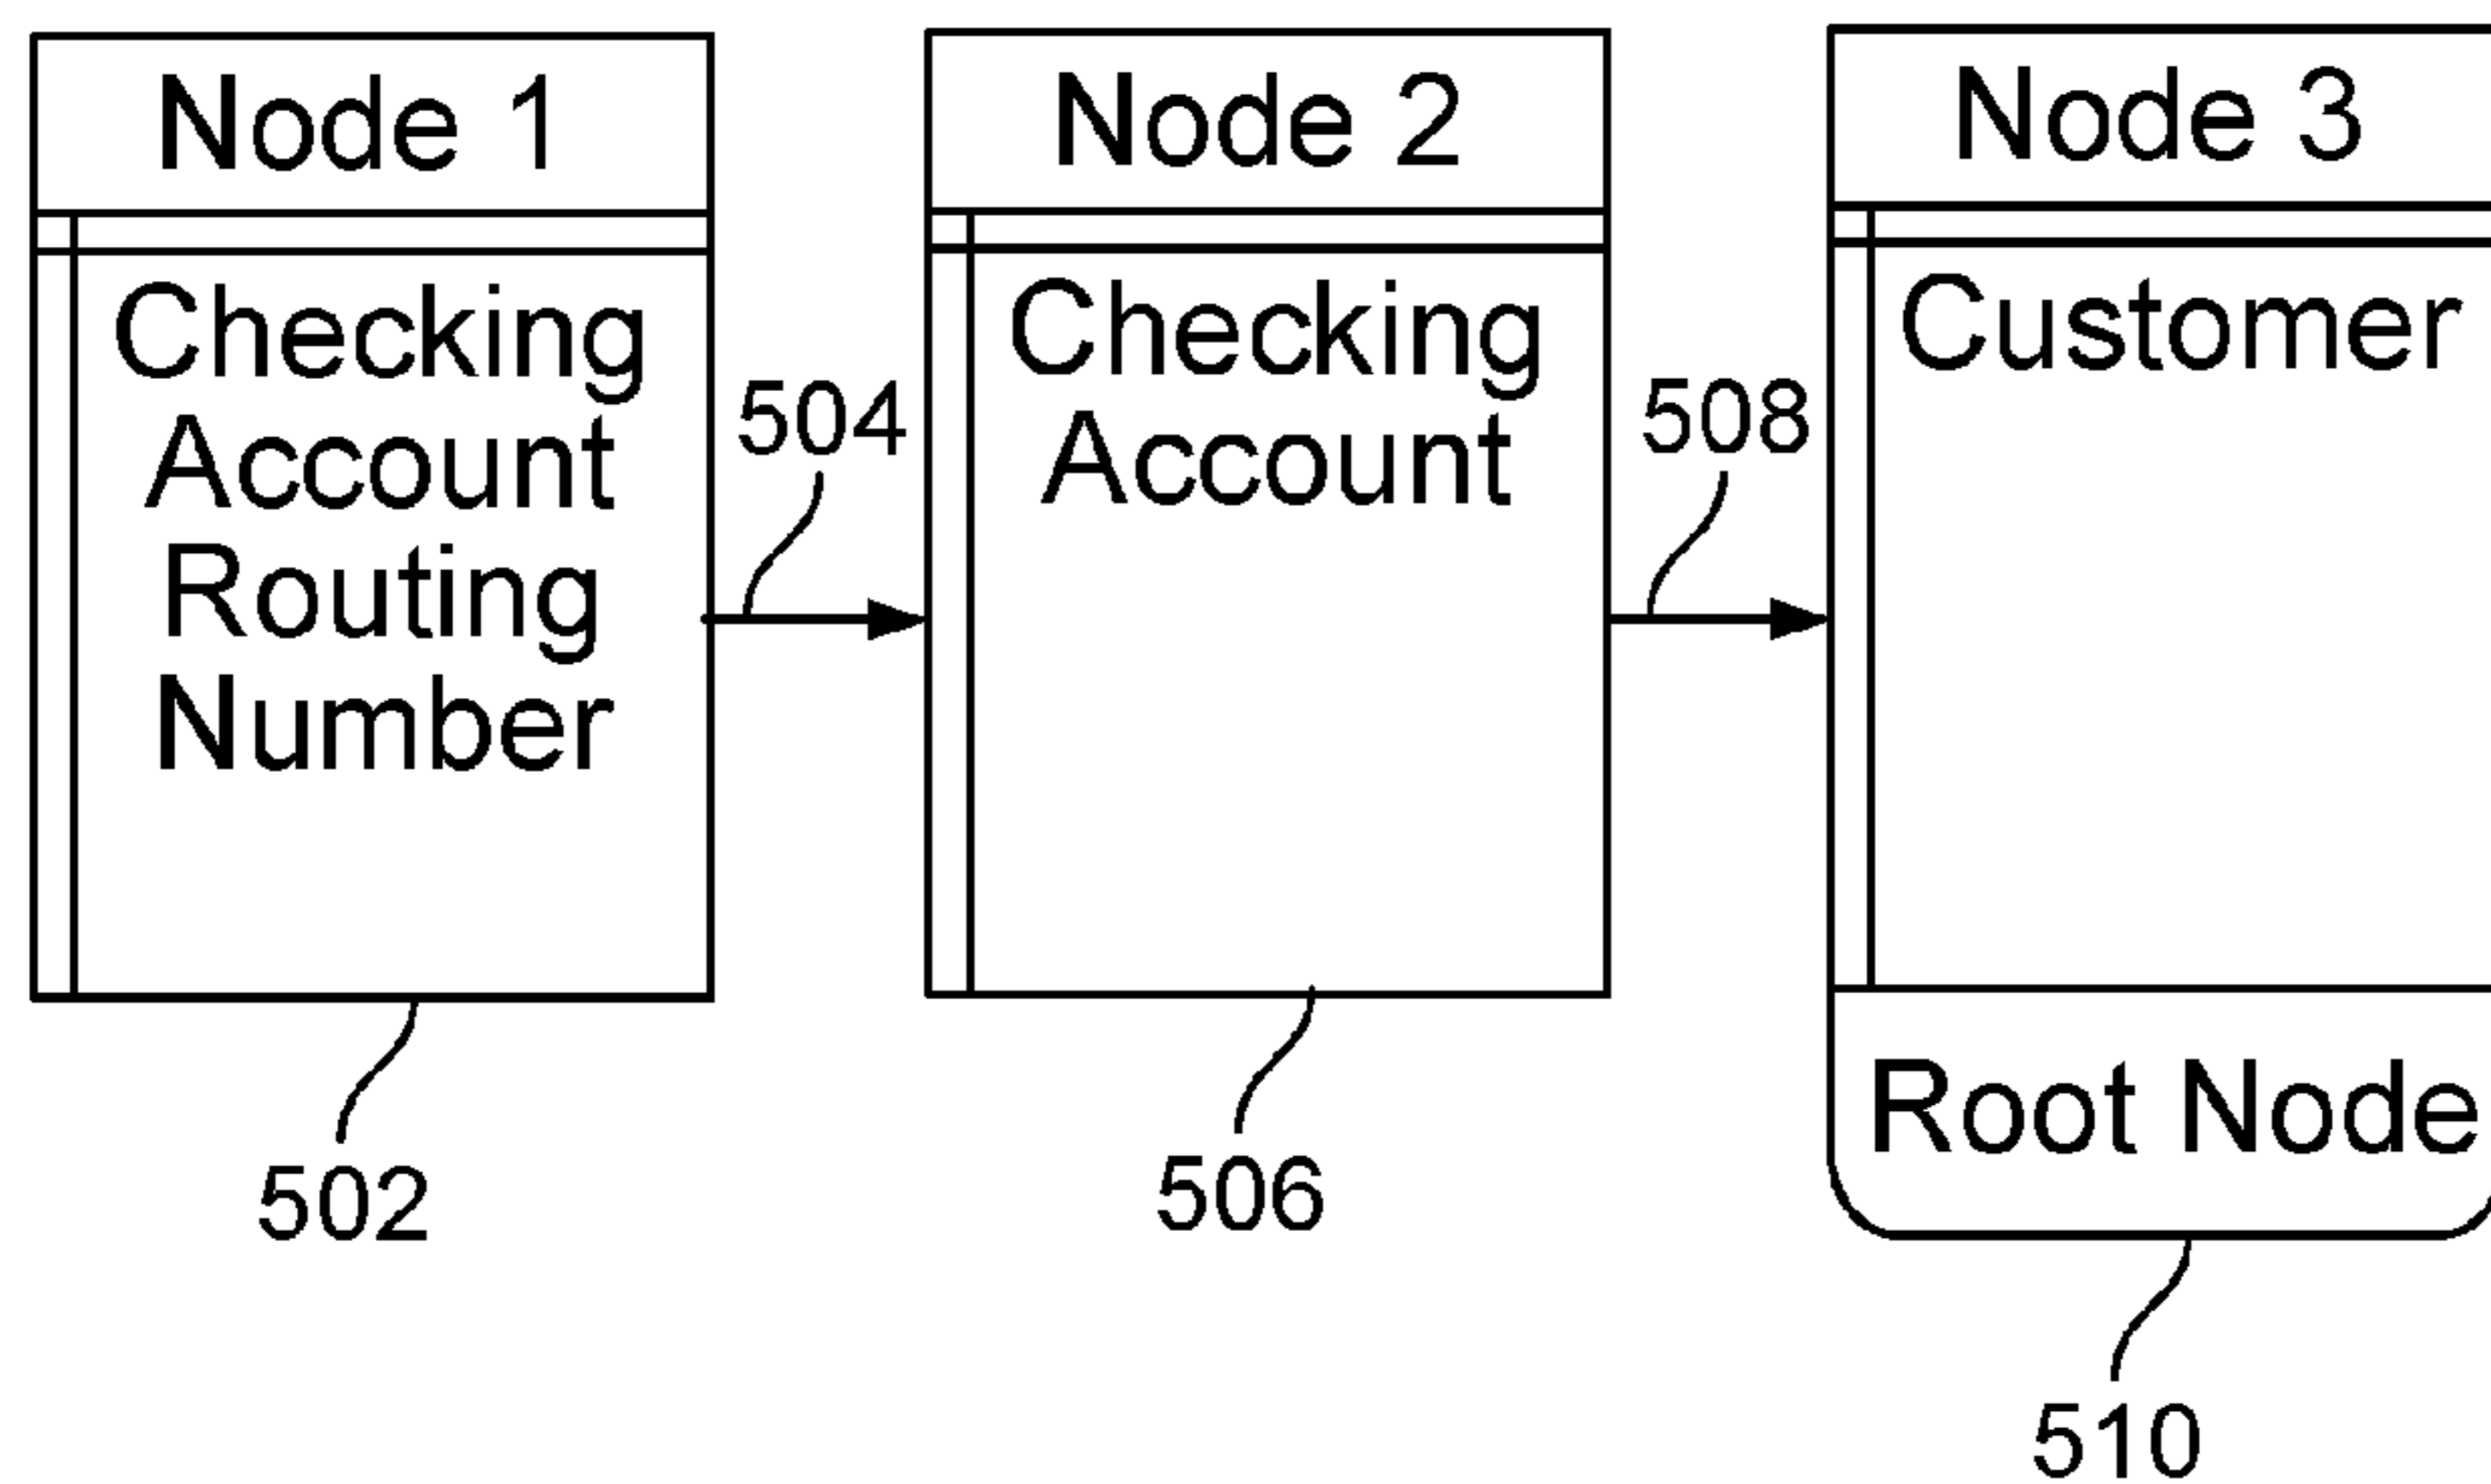 Node 1
Checking
Account
Routing
Number
502
504
Node 2
Checking
Account
506
508
Node 3
Customer
Root Node
510